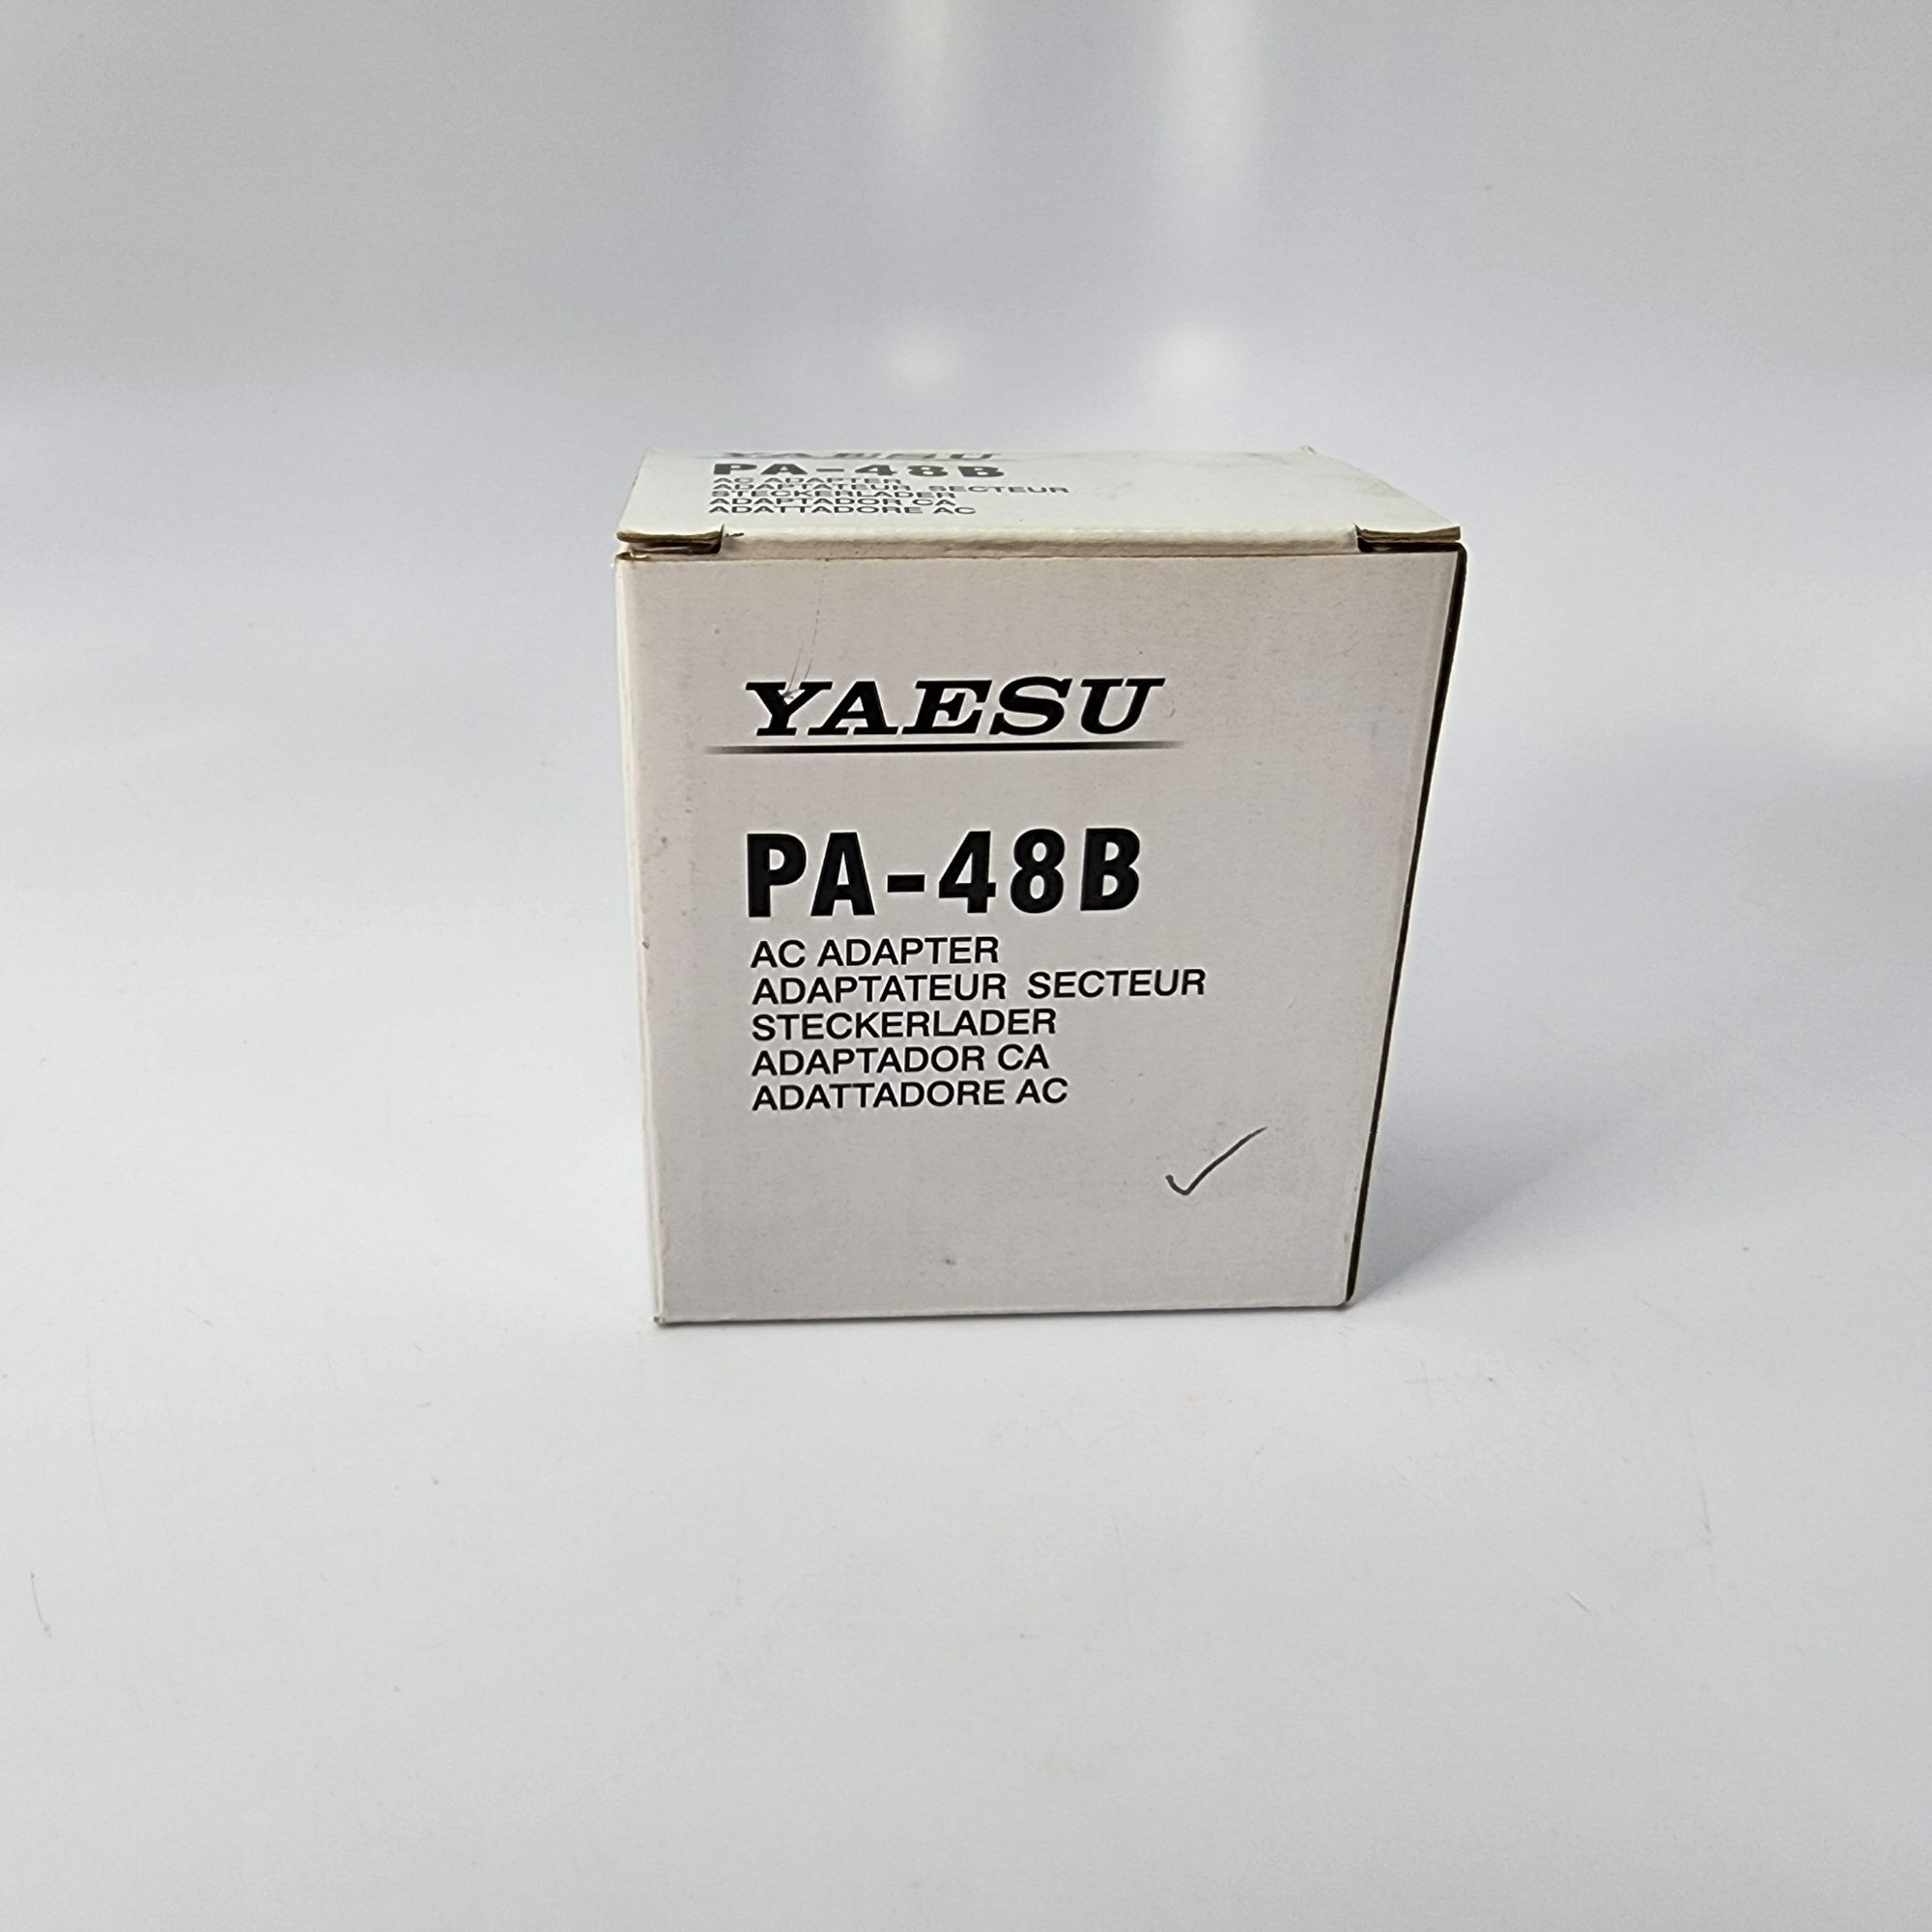 YAESU
PA-48B
AC ADAPTER
ADAPTATEUR SECTEUR
STECKERLADER
ADAPTADOR CA
ADATTADORE AC
YAESU
PA-48B
AC ADAPTER
ADAPTATEUR SECTEUR
STECKERLADER
ADAPTADOR CA
ADATTADORE AC